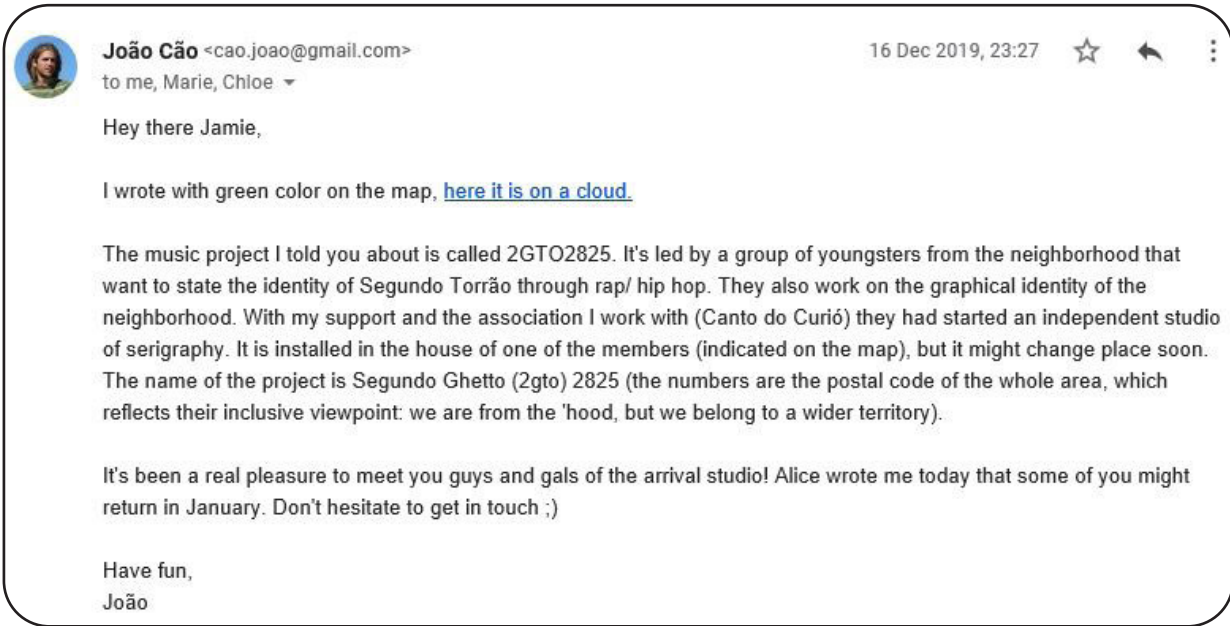 João Cão <cao.joao@gmail.com> 16 Dec 2019, 23:27
to me, Marie, Chloe
Hey there Jamie,
I wrote with green color on the map, here it is on a cloud.
The music project I told you about is called 2GTO2825. It's led by a group of youngsters from the neighborhood that
want to state the identity of Segundo Torrão through rap/ hip hop. They also work on the graphical identity of the
neighborhood. With my support and the association I work with (Canto do Curió) they had started an independent studio
of serigraphy. It is installed in the house of one of the members (indicated on the map), but it might change place soon.
The name of the project is Segundo Ghetto (2gto) 2825 (the numbers are the postal code of the whole area, which
reflects their inclusive viewpoint: we are from the 'hood, but we belong to a wider territory).
It's been a real pleasure to meet you guys and gals of the arrival studio! Alice wrote me today that some of you might
return in January. Don't hesitate to get in touch ;)
Have fun,
João